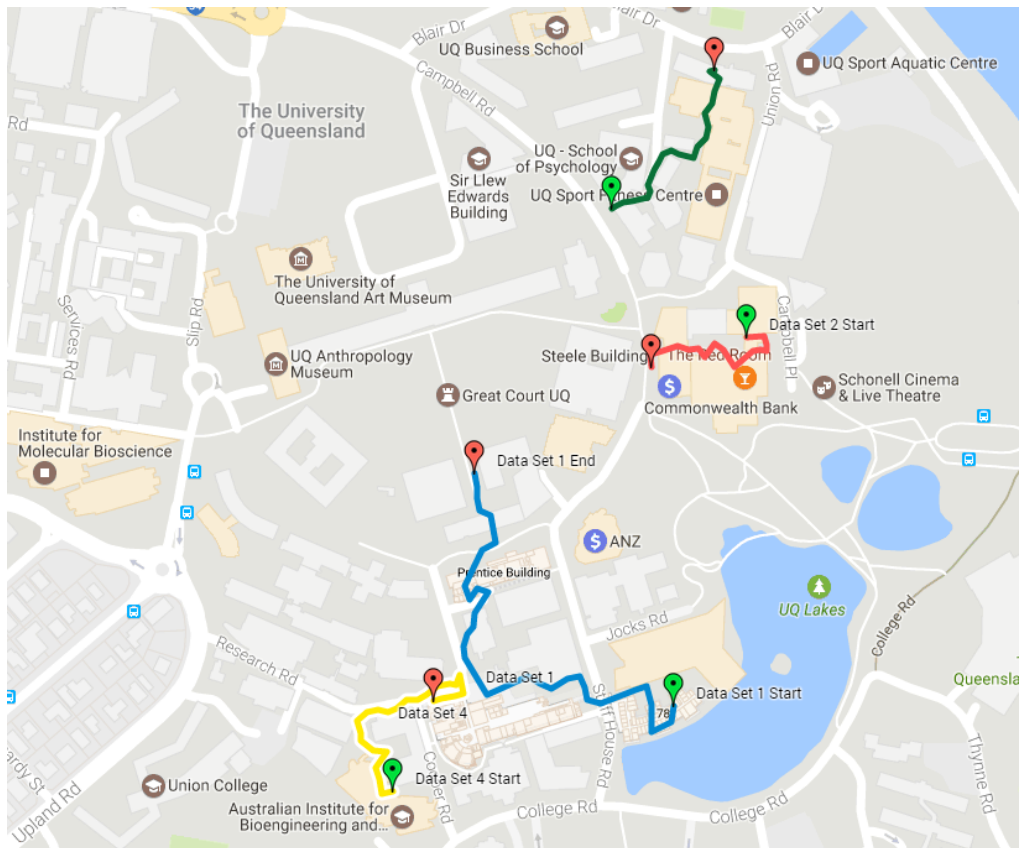 Blair Dr
Blair Dr
UQ Business School
Campbell Rd
UQ Sport Aquatic Centre
Union Rd
The University
of Queensland
Rd
UQ - School
of Psychology
Sir Llew
Edwards
Building
UQ Sport Fitness Centre
The University of
Queensland Art Museum
Slip Rd
Services Rd
Data Set 2 Start
Campbell Pl
Steele Building
The Red Room
UQ Anthropology
Museum
Schonell Cinema
& Live Theatre
Great Court UQ
Commonwealth Bank
Institute for
Molecular Bioscience
Data Set 1 End
ANZ
Prentice Building
UQ Lakes
College Rd
Jocks Rd
Research Rd
Data Set 1
Data Set 1 Start
Queensla
Data Set 4
78
Staff House Rd
Data Set 4 Start
Cooper Rd
Union College
Australian Institute for
Bioengineering and...
College Rd
Thynne Rd
Upland Rd
ardy St